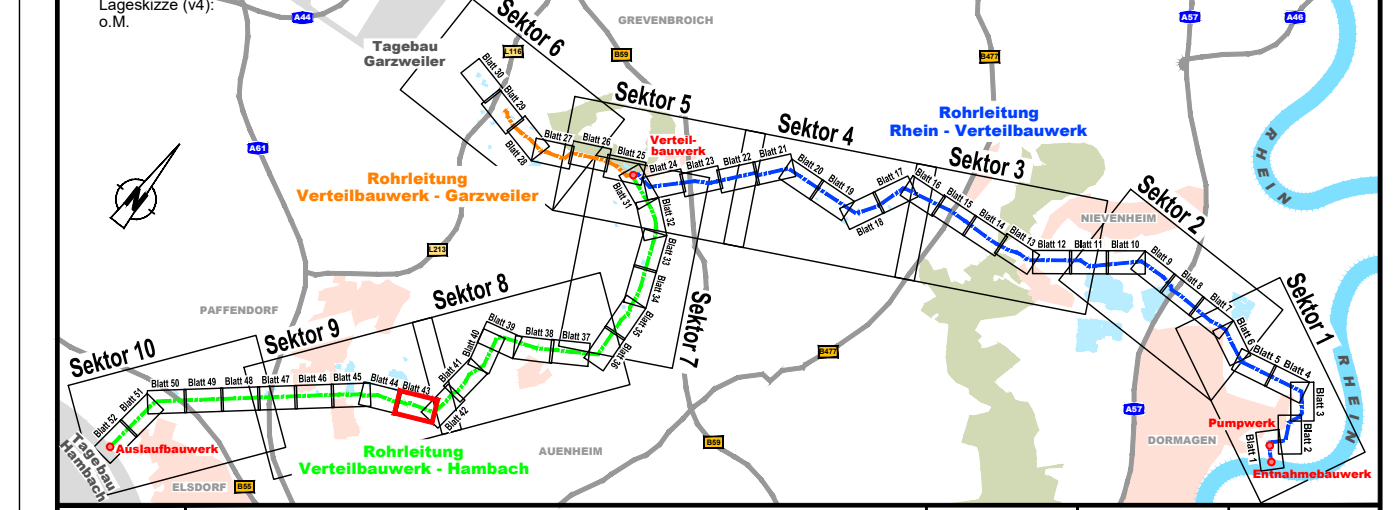 Lageskizze (v4):
o.M.
A44
Tagebau
Garzweiler
Sektor 6
L116
GREVENBROICH
B59
B477
A57
A46
RHEIN
A61
Blatt 30
Blatt 29
Blatt 28
Blatt 27
Blatt 26
Blatt 25
Sektor 5
Verteil-
bauwerk
Sektor 4
Rohrleitung
Rhein - Verteilbauwerk
Sektor 3
Sektor 2
NIEVENHEIM
Rohrleitung
Verteilbauwerk - Garzweiler
Blatt 24
Blatt 23
Blatt 22
Blatt 21
Blatt 20
Blatt 19
Blatt 18
Blatt 17
Blatt 16
Blatt 15
Blatt 14
Blatt 13
Blatt 12
Blatt 11
Blatt 10
Blatt 9
Blatt 8
Blatt 7
Blatt 6
Blatt 5
Blatt 4
Blatt 3
Blatt 2
Blatt 1
Sektor 1
RHEIN
N
L213
Blatt 31
Blatt 32
Blatt 33
Blatt 34
Blatt 35
Blatt 36
Sektor 7
PAFFENDORF
Sektor 8
Sektor 9
Sektor 10
Blatt 37
Blatt 38
Blatt 39
Blatt 40
Blatt 41
Blatt 42
Blatt 43
Blatt 44
Blatt 45
Blatt 46
Blatt 47
Blatt 48
Blatt 49
Blatt 50
Blatt 51
Blatt 52
B477
A57
DORMAGEN
Pumpwerk
Entnahmebauwerk
Auslaufbauwerk
Tagebau
Hambach
Rohrleitung
Verteilbauwerk - Hambach
AUENHEIM
B59
ELSDORF
B55